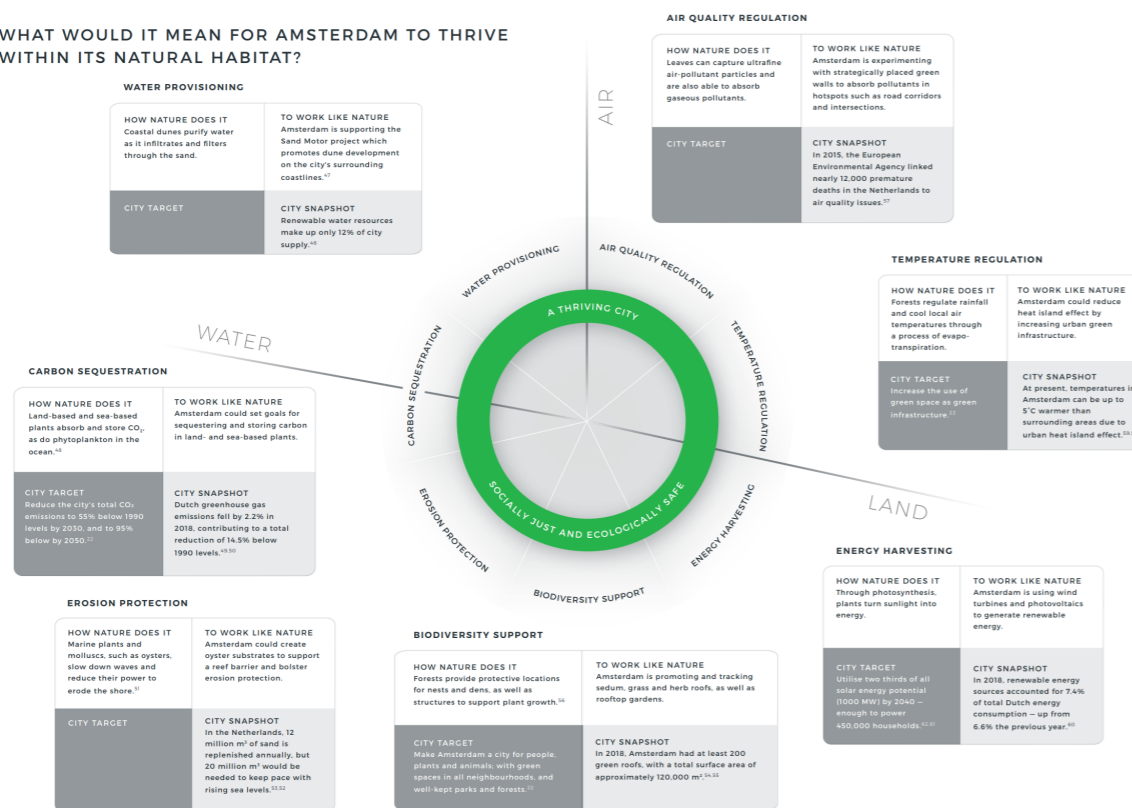 WHAT WOULD IT MEAN FOR AMSTERDAM TO THRIVE
WITHIN ITS NATURAL HABITAT?
WATER PROVISIONING
HOW NATURE DOES IT
Coastal dunes purify water
as it infiltrates and filters
through the sand.
TO WORK LIKE NATURE
Amsterdam is supporting the
Sand Motor project which
promotes dune development
on the city's surrounding
coastlines.47
CITY TARGET
CITY SNAPSHOT
Renewable water resources
make up only 12% of city
supply.46
AIR QUALITY REGULATION
HOW NATURE DOES IT
Leaves can capture ultrafine
air-pollutant particles and
are also able to absorb
gaseous pollutants.
TO WORK LIKE NATURE
Amsterdam is experimenting
with strategically placed green
walls to absorb pollutants in
hotspots such as road corridors
and intersections.
CITY TARGET
CITY SNAPSHOT
In 2015, the European
Environmental Agency linked
nearly 12,000 premature
deaths in the Netherlands to
air quality issues.57
TEMPERATURE REGULATION
HOW NATURE DOES IT
Forests regulate rainfall
and cool local air
temperatures through
a process of evapo-
transpiration.
TO WORK LIKE NATURE
Amsterdam could reduce
heat island effect by
increasing urban green
infrastructure.
CITY TARGET
Increase the use of
green space as green
infrastructure.22
CITY SNAPSHOT
At present, temperatures in
Amsterdam can be up to
5˚C warmer than
surrounding areas due to
urban heat island effect.
AIR
WATER
LAND
WATER PROVISIONING
AIR QUALITY REGULATION
TEMPERATURE REGULATION
ENERGY HARVESTING
BIODIVERSITY SUPPORT
EROSION PROTECTION
CARBON SEQUESTRATION
A THRIVING CITY
SOCIALLY JUST AND ECOLOGICALLY SAFE
CARBON SEQUESTRATION
HOW NATURE DOES IT
Land-based and sea-based
plants absorb and store CO₂,
as do phytoplankton in the
ocean.48
TO WORK LIKE NATURE
Amsterdam could set goals for
sequestering and storing carbon
in land- and sea-based plants.
CITY TARGET
Reduce the city's total CO₂
emissions to 55% below 1990
levels by 2030, and to 95%
below by 2050.22
CITY SNAPSHOT
Dutch greenhouse gas
emissions fell by 2.2% in
2018, contributing to a total
reduction of 14.5% below
1990 levels.49,50
EROSION PROTECTION
HOW NATURE DOES IT
Marine plants and
molluscs, such as oysters,
slow down waves and
reduce their power to
erode the shore.51
TO WORK LIKE NATURE
Amsterdam could create
oyster substrates to support
a reef barrier and bolster
erosion protection.
CITY TARGET
CITY SNAPSHOT
In the Netherlands, 12
million m³ of sand is
replenished annually, but
20 million m³ would be
needed to keep pace with
rising sea levels.53,52
BIODIVERSITY SUPPORT
HOW NATURE DOES IT
Forests provide protective locations
for nests and dens, as well as
structures to support plant growth.56
TO WORK LIKE NATURE
Amsterdam is promoting and tracking
sedum, grass and herb roofs, as well as
rooftop gardens.
CITY TARGET
Make Amsterdam a city for people,
plants and animals; with green
spaces in all neighbourhoods, and
well-kept parks and forests.22
CITY SNAPSHOT
In 2018, Amsterdam had at least 200
green roofs, with a total surface area of
approximately 120,000 m².54,55
ENERGY HARVESTING
HOW NATURE DOES IT
Through photosynthesis,
plants turn sunlight into
energy.
TO WORK LIKE NATURE
Amsterdam is using wind
turbines and photovoltaics
to generate renewable
energy.
CITY TARGET
Utilise two thirds of all
solar energy potential
(1000 MW) by 2040 –
enough to power
450,000 households.62,61
CITY SNAPSHOT
In 2018, renewable energy
sources accounted for 7.4%
of total Dutch energy
consumption – up from
6.6% the previous year.60